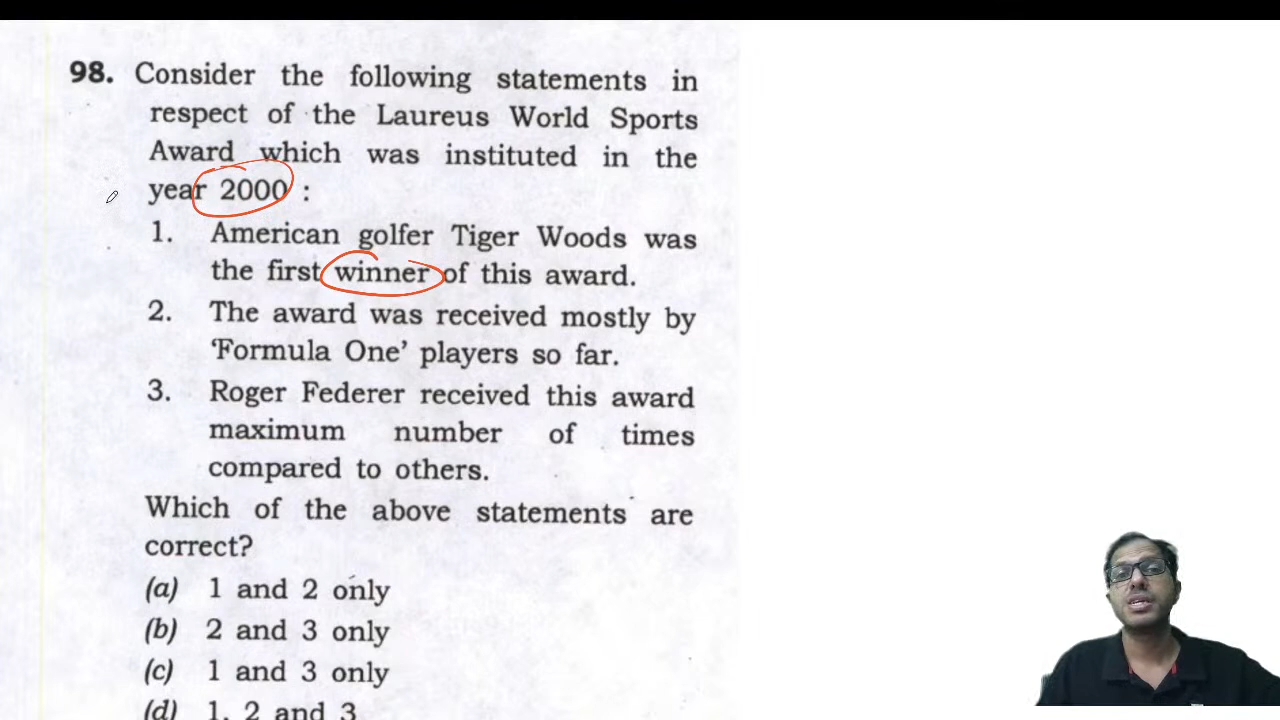 98. Consider the following statements in
respect of the Laureus World Sports
Award which was instituted in the
year 2000 :
1. American golfer Tiger Woods was
the first winner of this award.
2. The award was received mostly by
‘Formula One’ players so far.
3. Roger Federer received this award
maximum number of times
compared to others.
Which of the above statements are
correct?
(a) 1 and 2 only
(b) 2 and 3 only
(c) 1 and 3 only
(d) 1, 2 and 3